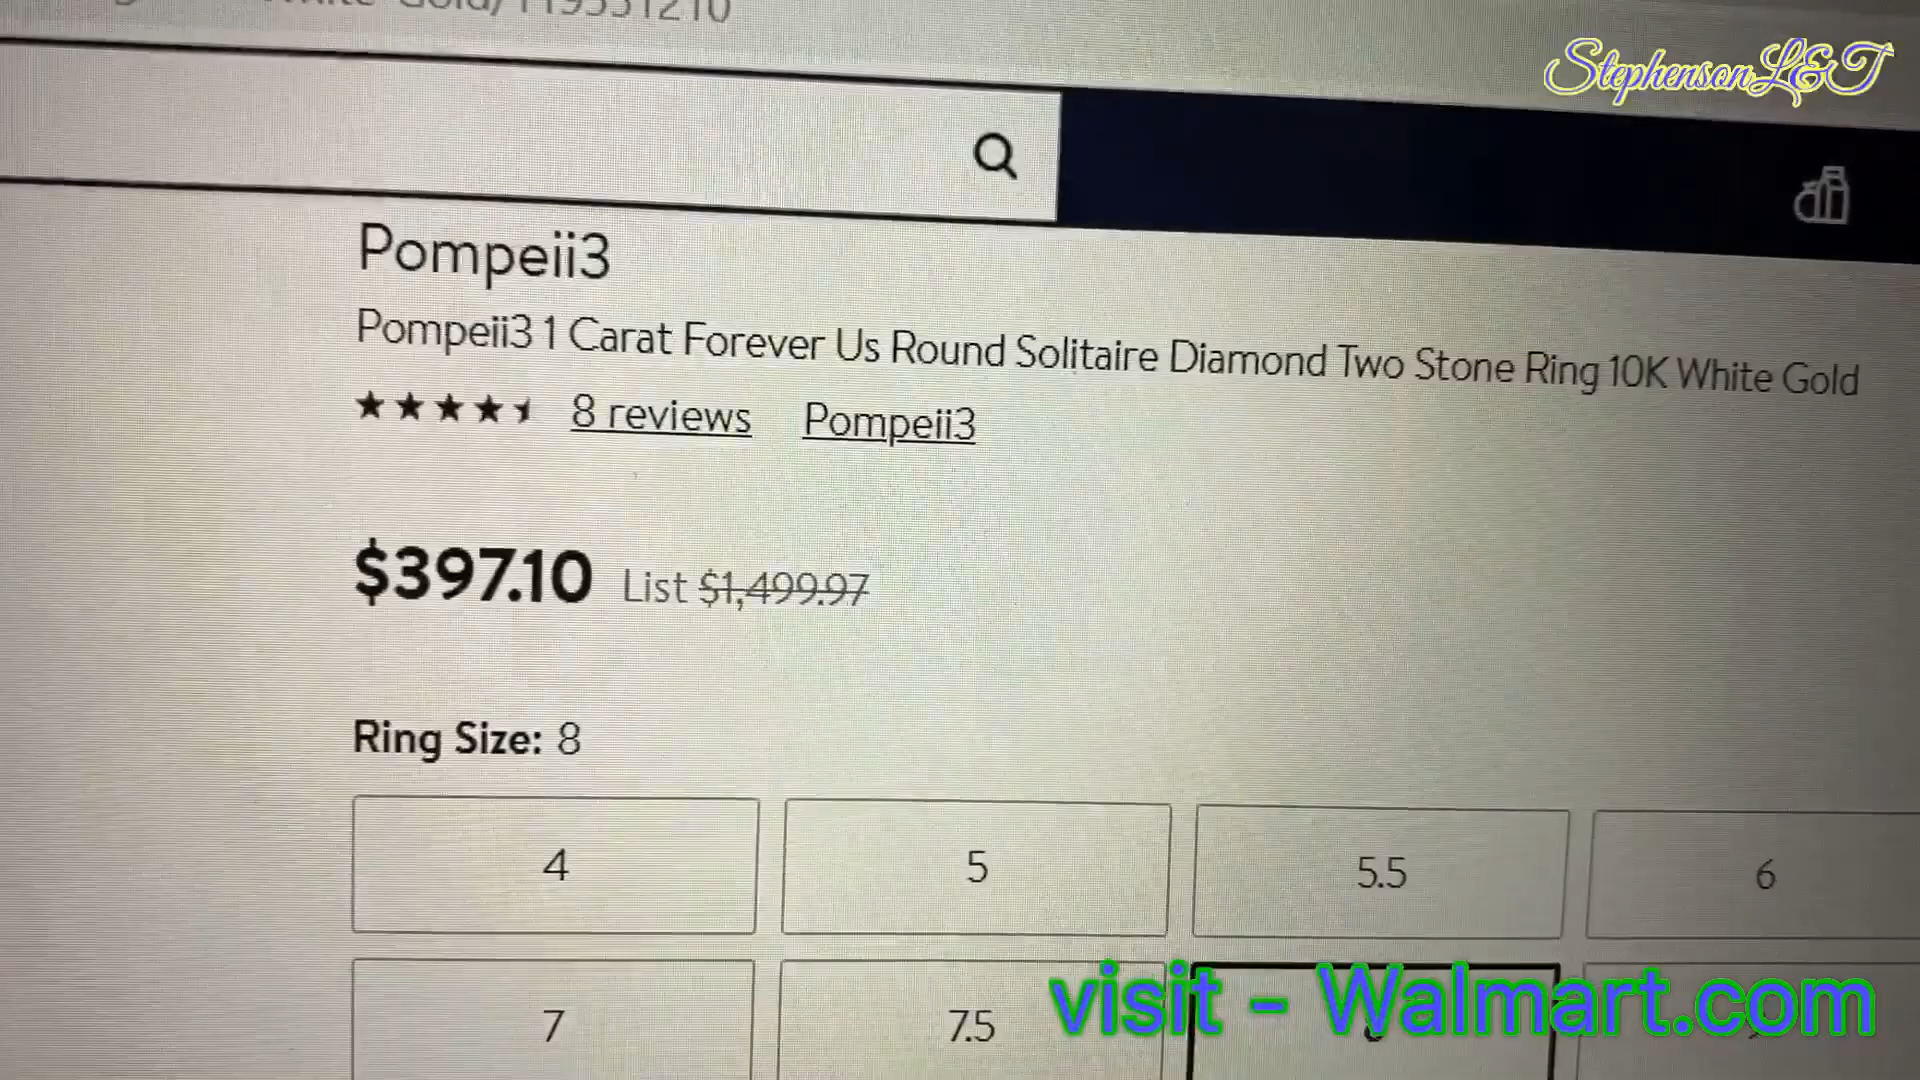 StephensonL&T
Pompeii3
Pompeii3 1 Carat Forever Us Round Solitaire Diamond Two Stone Ring 10K White Gold
8 reviews Pompeii3
$397.10 List $1,499.97
Ring Size: 8
4 5 5.5 6
7 7.5
visit - Walmart.com